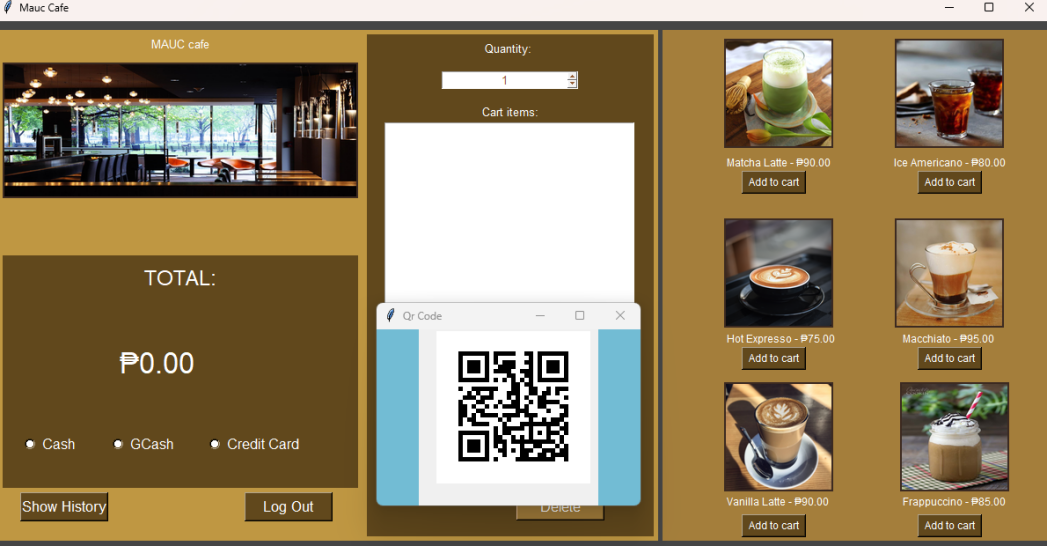 Mauc Cafe
MAUC cafe
Quantity:
1
Cart items:
TOTAL:
₱0.00
Cash
GCash
Credit Card
Show History
Log Out
Qr Code
Delete
Matcha Latte - ₱90.00
Add to cart
Ice Americano - ₱80.00
Add to cart
Hot Expresso - ₱75.00
Add to cart
Macchiato - ₱95.00
Add to cart
Vanilla Latte - ₱90.00
Add to cart
Frappuccino - ₱85.00
Add to cart